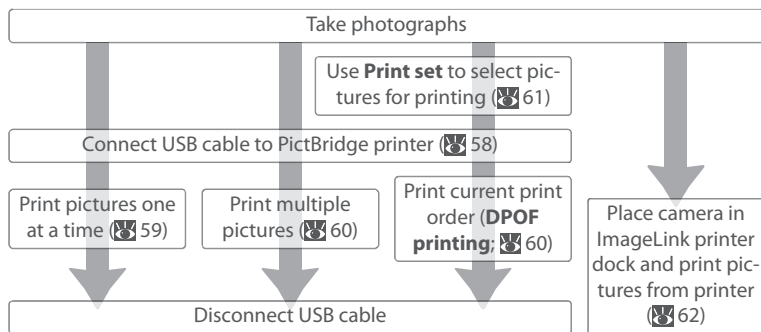 Take photographs
Use Print set to select pic-
tures for printing ( 61)
Connect USB cable to PictBridge printer ( 58)
Print pictures one
at a time ( 59)
Print multiple
pictures ( 60)
Print current print
order (DPOF
printing; 60)
Place camera in
ImageLink printer
dock and print pic-
tures from printer
( 62)
Disconnect USB cable